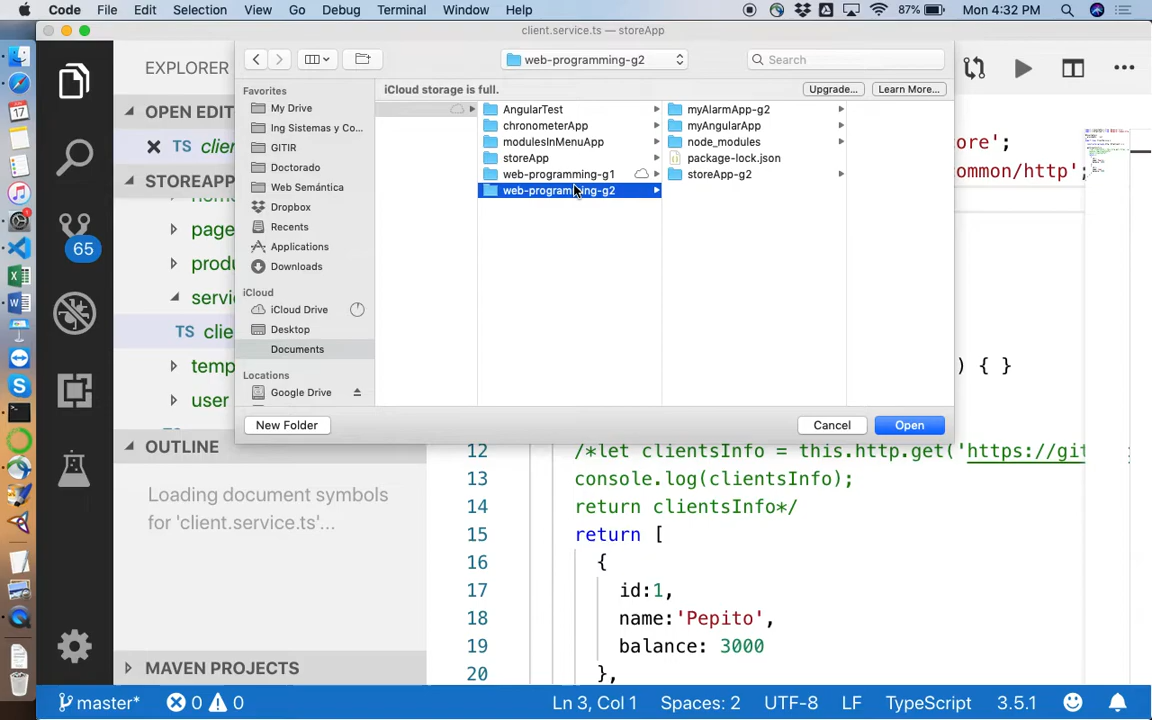 Code File Edit Selection View Go Debug Terminal Window Help 87% Mon 4:32 PM
client.service.ts — storeApp
EXPLORER
web-programming-g2
Search
Favorites
iCloud storage is full.
Upgrade...
Learn More...
My Drive
Ing Sistemas y Co...
GITIR
Doctorado
Web Semántica
Dropbox
Recents
Applications
Downloads
iCloud
iCloud Drive
Desktop
Documents
Locations
Google Drive
AngularTest
chronometerApp
modulesInMenuApp
storeApp
web-programming-g1
web-programming-g2
myAlarmApp-g2
myAngularApp
node_modules
package-lock.json
storeApp-g2
New Folder
Cancel
Open
OPEN EDIT
TS clie
STOREAPP
page
prod
servi
TS clie
temp
user
65
OUTLINE
Loading document symbols
for 'client.service.ts'...
MAVEN PROJECTS
ore';
ommon/http';
) { }
12 /*let clientsInfo = this.http.get('https://git
13 console.log(clientsInfo);
14 return clientsInfo*/
15 return [
16 {
17 id:1,
18 name:'Pepito',
19 balance: 3000
20 },
master* 0 0 Ln 3, Col 1 Spaces: 2 UTF-8 LF TypeScript 3.5.1